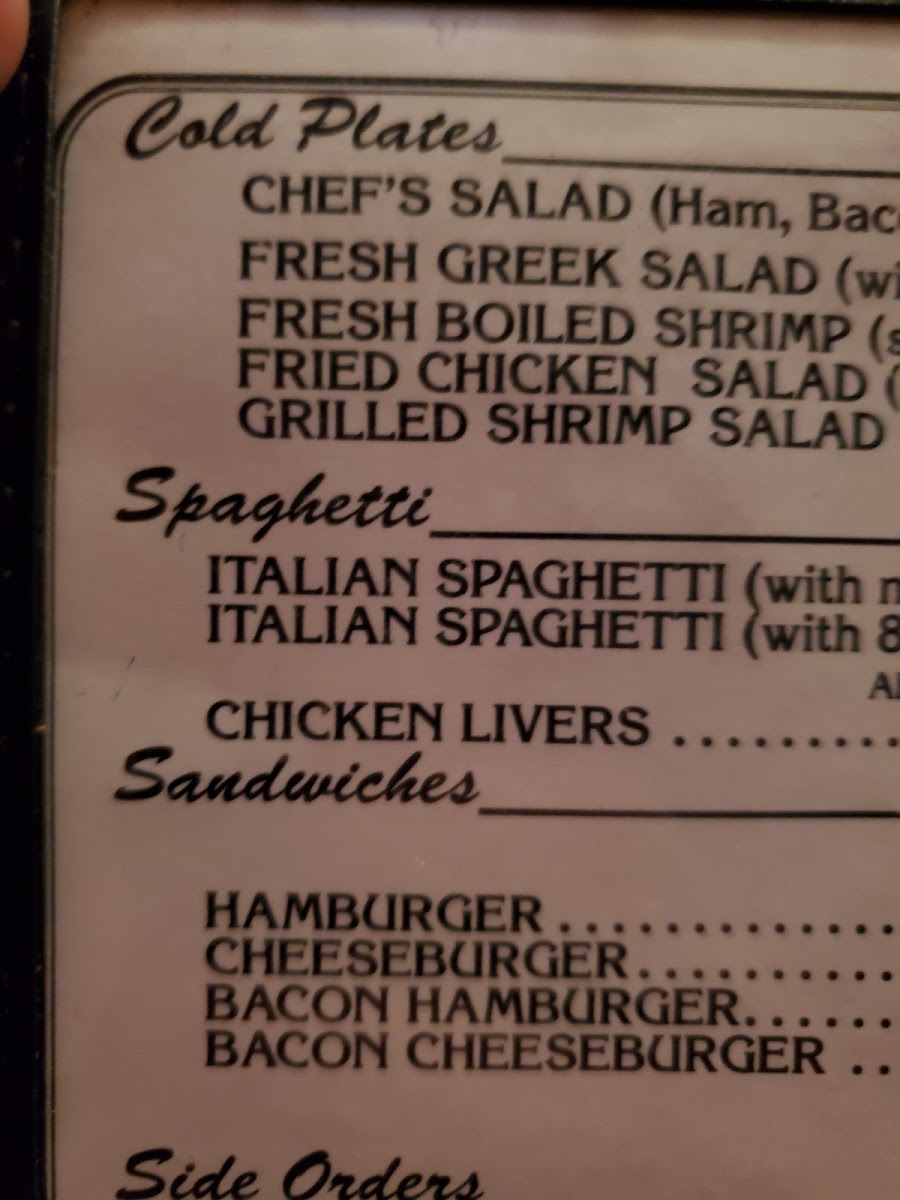 Cold Plates
CHEF'S SALAD (Ham,
FRESH GREEK SALAD
FRESH BOILED SHRIMP
FRIED CHICKEN SALAD (
GRILLED SHRIMP SALAD
Spaghetti
ITALIAN SPAGHETTI (with
ITALIAN SPAGHETTI (with 8
CHICKEN LIVERS ..........
Sandwiches
HAMBURGER ............
CHEESEBURGER..........
BACON HAMBURGER......
BACON CHEESEBURGER ..
Side Orders